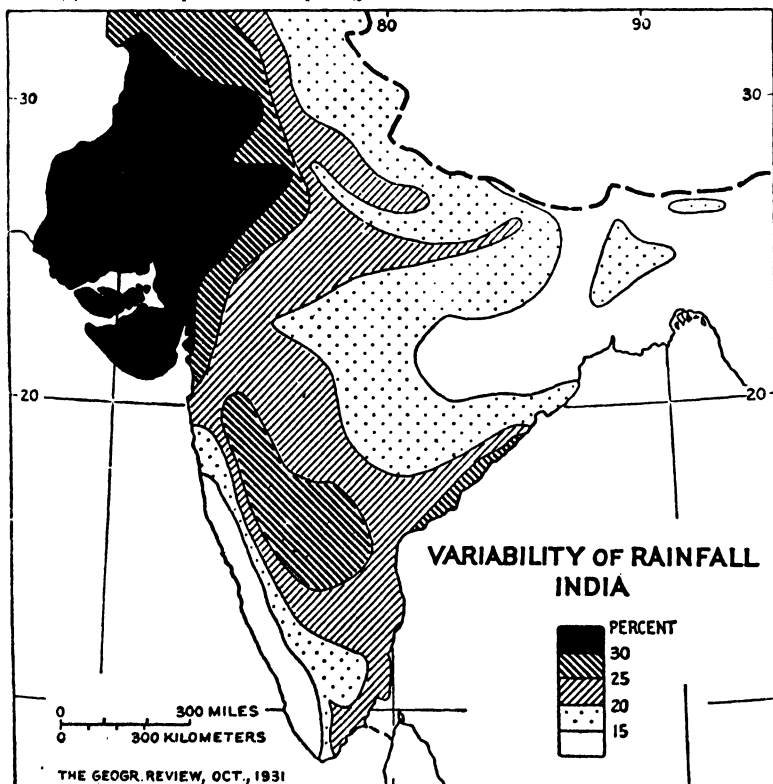 80
90
30
30
20
20
VARIABILITY OF RAINFALL
INDIA
PERCENT
30
25
20
15
0 300 MILES
0 300 KILOMETERS
THE GEOGR. REVIEW, OCT., 1931